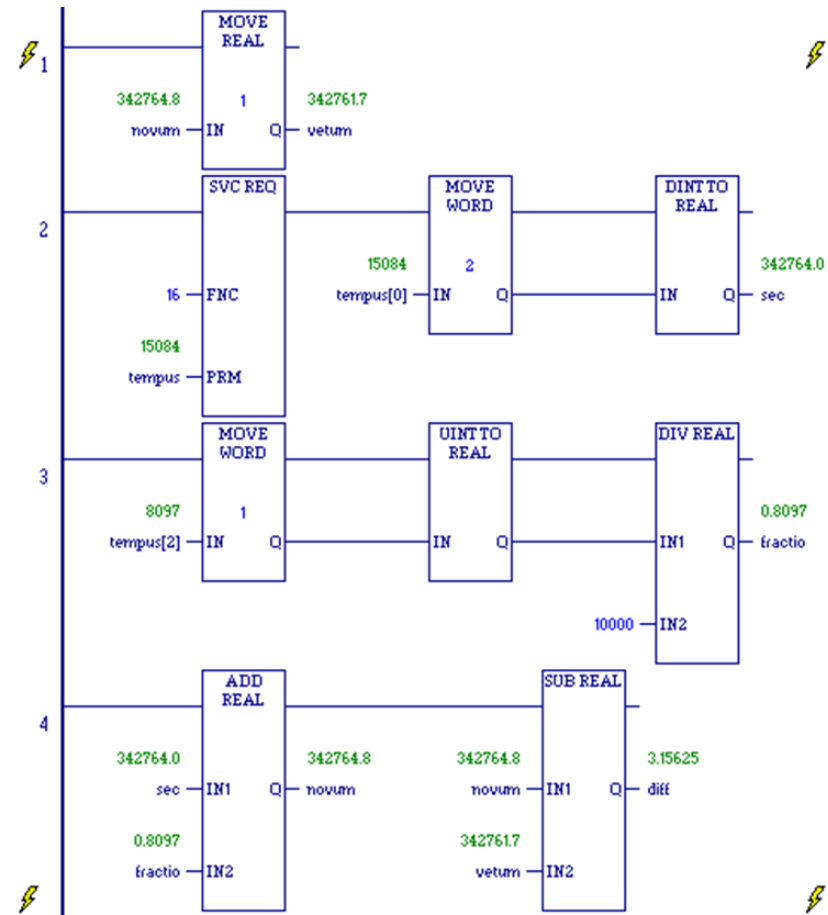 MOVE
REAL
1
342764.8 1 342761.7
novum IN Q vetum
SVC REQ MOVE
WORD DINT TO
REAL
2
15084 2 342764.0
16 FNC tempus[0] IN Q IN Q sec
15084
tempus PRM
MOVE
WORD UINT TO
REAL DIV REAL
3
8097 1 0.8097
tempus[2] IN Q IN Q IN1 Q fractio
10000 IN2
ADD
REAL SUB REAL
4
342764.0 342764.8 342764.8 3.15625
sec IN1 Q novum novum IN1 Q diff
0.8097 342761.7
fractio IN2 vetum IN2